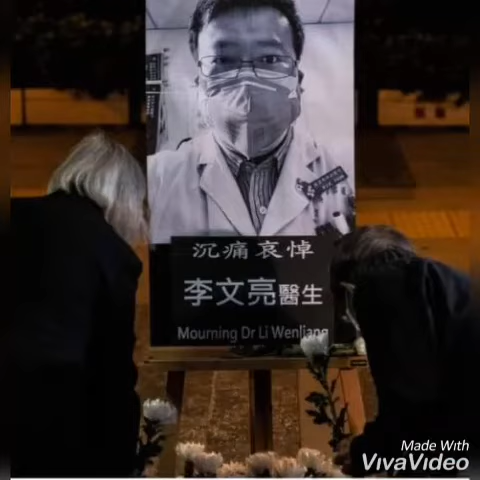 沉痛哀悼
李文亮醫生
Mourning Dr Li Wenliang
Made With
VivaVideo